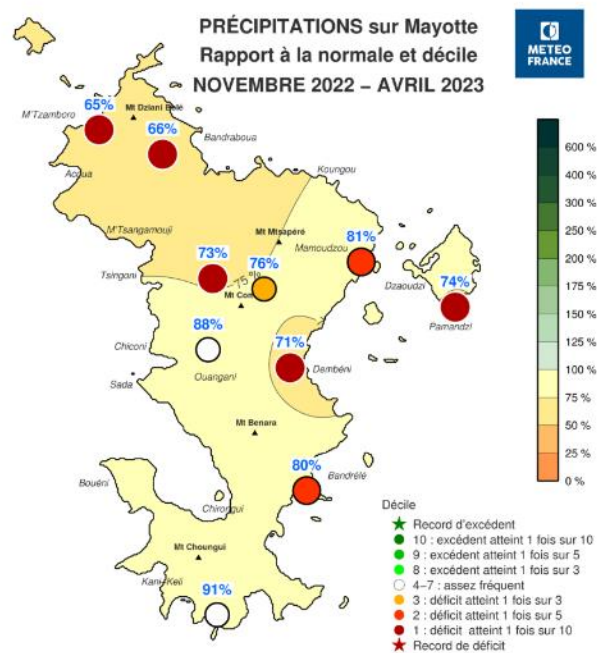 PRÉCIPITATIONS sur Mayotte
Rapport à la normale et décile
NOVEMBRE 2022 – AVRIL 2023
METEO
FRANCE
65%
M'Tzamboro
Mt Dziani Bolé
66%
Bandraboua
Acoua
Koungou
M'Tsangamouji
Mt Mtsapéré
Mamoudzou
81%
73%
76%
Tsingoni
75 %
Mt Com
Dzaoudzi
74%
Pamandzi
88%
Chiconi
Ouangani
71%
Dembéni
Sada
Mt Benara
80%
Bandrélé
Bouéni
Chirongui
Mt Choungui
Kani-Keli
91%
600 %
400 %
300 %
250 %
200 %
175 %
150 %
125 %
100 %
75 %
50 %
25 %
0 %
Décile
Record d'excédent
10 : excédent atteint 1 fois sur 10
9 : excédent atteint 1 fois sur 5
8 : excédent atteint 1 fois sur 3
4–7 : assez fréquent
3 : déficit atteint 1 fois sur 3
2 : déficit atteint 1 fois sur 5
1 : déficit atteint 1 fois sur 10
Record de déficit